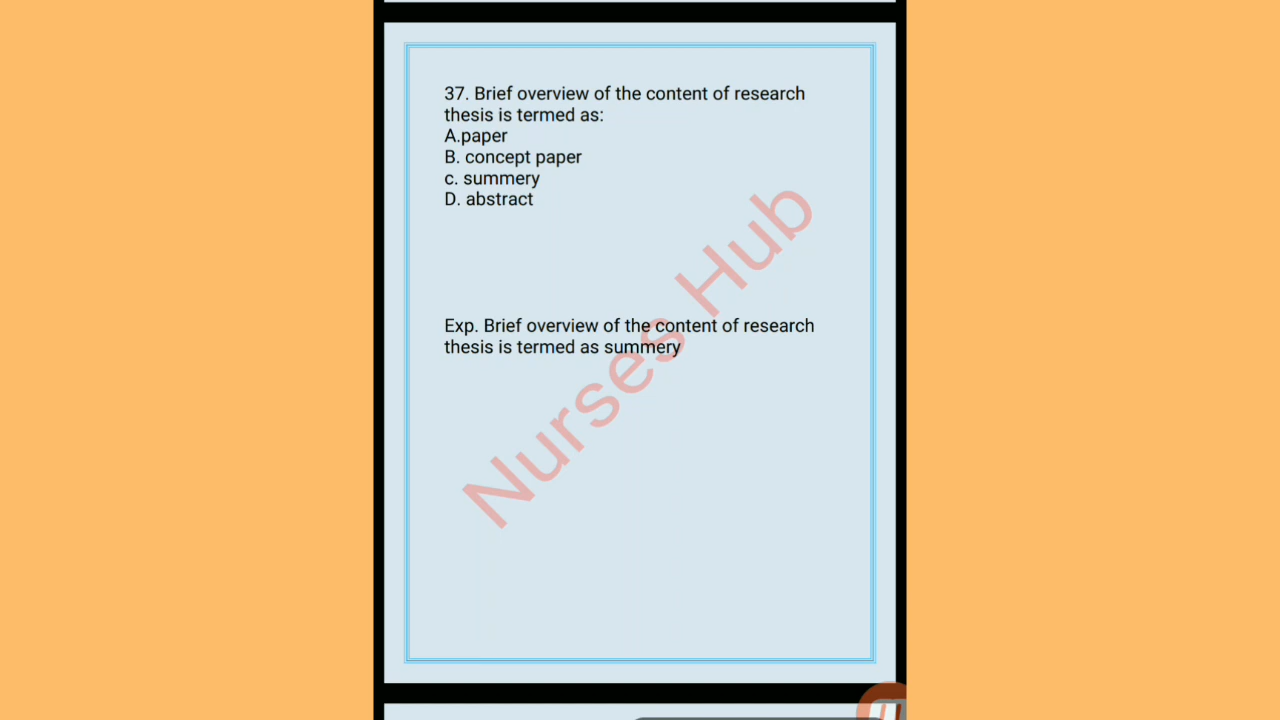 37. Brief overview of the content of research
thesis is termed as:
A.paper
B. concept paper
c. summery
D. abstract
Exp. Brief overview of the content of research
thesis is termed as summery
Nurses Hub